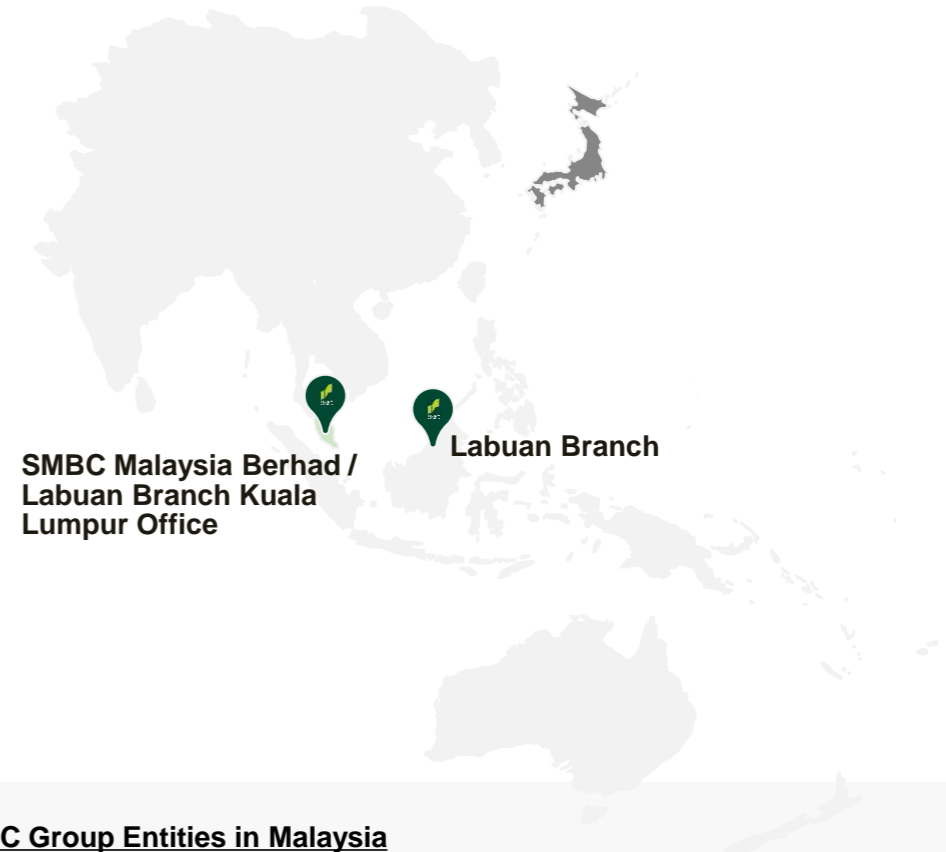 Labuan Branch
SMBC Malaysia Berhad /
Labuan Branch Kuala
Lumpur Office
C Group Entities in Malaysia